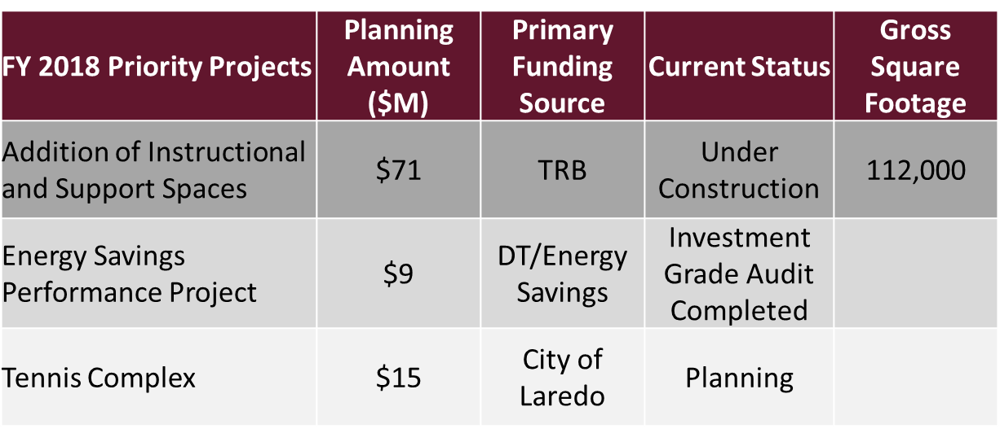 FY 2018 Priority Projects
Planning
Amount
($M)
Primary
Funding
Source
Current Status
Gross
Square
Footage
Addition of Instructional
and Support Spaces
$71
TRB
Under
Construction
112,000
Energy Savings
Performance Project
$9
DT/Energy
Savings
Investment
Grade Audit
Completed
Tennis Complex
$15
City of
Laredo
Planning